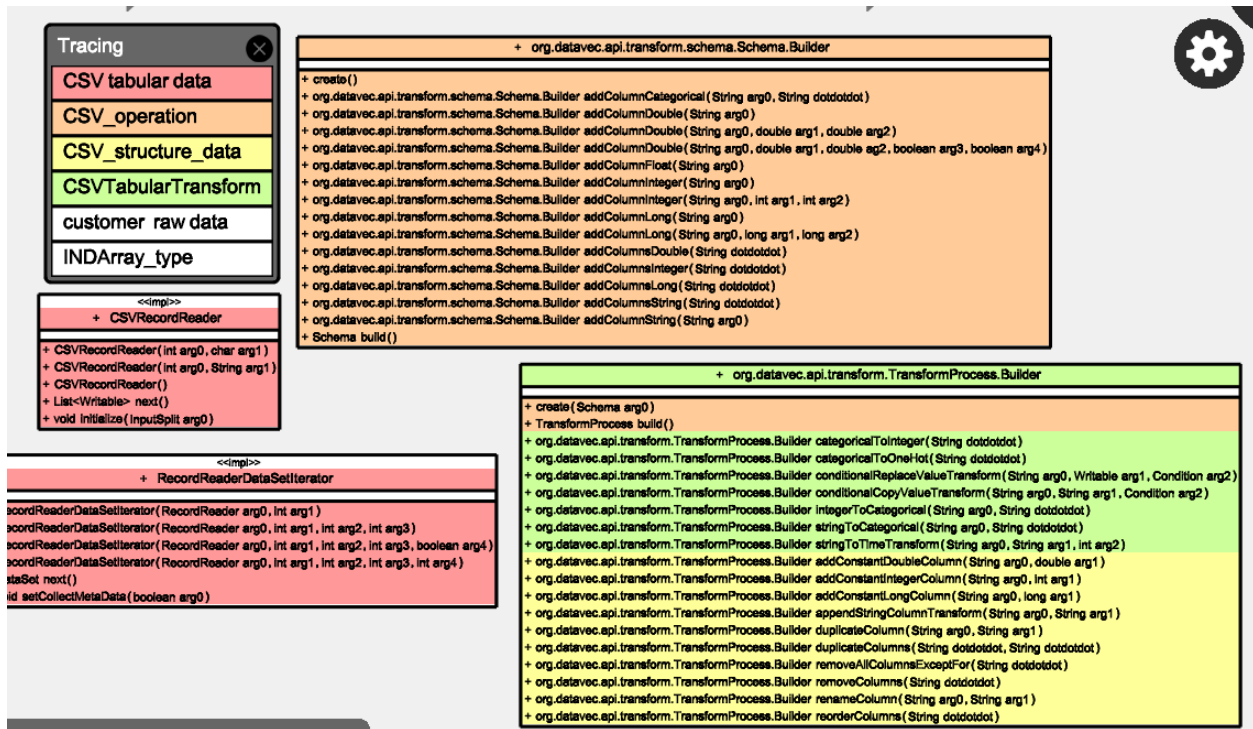 Tracing
CSV tabular data
CSV_operation
CSV_structure_data
CSVTabularTransform
customer raw data
INDArray_type
<<impl>>
+ CSVRecordReader
+ CSVRecordReader(int arg0, char arg1)
+ CSVRecordReader(int arg0, String arg1)
+ CSVRecordReader()
+ List<Writable> next()
+ void initialize(InputSplit arg0)
+ org.datavec.api.transform.schema.Schema.Builder
+ create()
+ org.datavec.api.transform.schema.Schema.Builder addColumnCategorical(String arg0, String dotdotdot)
+ org.datavec.api.transform.schema.Schema.Builder addColumnDouble(String arg0)
+ org.datavec.api.transform.schema.Schema.Builder addColumnDouble(String arg0, double arg1, double arg2)
+ org.datavec.api.transform.schema.Schema.Builder addColumnDouble(String arg0, double arg1, double ag2, boolean arg3, boolean arg4)
+ org.datavec.api.transform.schema.Schema.Builder addColumnFloat(String arg0)
+ org.datavec.api.transform.schema.Schema.Builder addColumnInteger(String arg0)
+ org.datavec.api.transform.schema.Schema.Builder addColumnInteger(String arg0, int arg1, int arg2)
+ org.datavec.api.transform.schema.Schema.Builder addColumnLong(String arg0)
+ org.datavec.api.transform.schema.Schema.Builder addColumnLong(String arg0, long arg1, long arg2)
+ org.datavec.api.transform.schema.Schema.Builder addColumnsDouble(String dotdotdot)
+ org.datavec.api.transform.schema.Schema.Builder addColumnsInteger(String dotdotdot)
+ org.datavec.api.transform.schema.Schema.Builder addColumnsLong(String dotdotdot)
+ org.datavec.api.transform.schema.Schema.Builder addColumnsString(String dotdotdot)
+ org.datavec.api.transform.schema.Schema.Builder addColumnString(String arg0)
+ Schema build()
<<impl>>
+ RecordReaderDataSetIterator
ecordReaderDataSetIterator(RecordReader arg0, int arg1)
ecordReaderDataSetIterator(RecordReader arg0, int arg1, int arg2, int arg3)
ecordReaderDataSetIterator(RecordReader arg0, int arg1, int arg2, int arg3, boolean arg4)
ecordReaderDataSetIterator(RecordReader arg0, int arg1, int arg2, int arg3, int arg4)
ataSet next()
id setCollectMetaData(boolean arg0)
+ org.datavec.api.transform.TransformProcess.Builder
+ create(Schema arg0)
+ TransformProcess build()
+ org.datavec.api.transform.TransformProcess.Builder categoricalToInteger(String dotdotdot)
+ org.datavec.api.transform.TransformProcess.Builder categoricalToOneHot(String dotdotdot)
+ org.datavec.api.transform.TransformProcess.Builder conditionalReplaceValueTransform(String arg0, Writable arg1, Condition arg2)
+ org.datavec.api.transform.TransformProcess.Builder conditionalCopyValueTransform(String arg0, String arg1, Condition arg2)
+ org.datavec.api.transform.TransformProcess.Builder integerToCategorical(String arg0, String dotdotdot)
+ org.datavec.api.transform.TransformProcess.Builder stringToCategorical(String arg0, String dotdotdot)
+ org.datavec.api.transform.TransformProcess.Builder stringToTimeTransform(String arg0, String arg1, int arg2)
+ org.datavec.api.transform.TransformProcess.Builder addConstantDoubleColumn(String arg0, double arg1)
+ org.datavec.api.transform.TransformProcess.Builder addConstantIntegerColumn(String arg0, int arg1)
+ org.datavec.api.transform.TransformProcess.Builder addConstantLongColumn(String arg0, long arg1)
+ org.datavec.api.transform.TransformProcess.Builder appendStringColumnTransform(String arg0, String arg1)
+ org.datavec.api.transform.TransformProcess.Builder duplicateColumn(String arg0, String arg1)
+ org.datavec.api.transform.TransformProcess.Builder duplicateColumns(String dotdotdot, String dotdotdot)
+ org.datavec.api.transform.TransformProcess.Builder removeAllColumnsExceptFor(String dotdotdot)
+ org.datavec.api.transform.TransformProcess.Builder removeColumns(String dotdotdot)
+ org.datavec.api.transform.TransformProcess.Builder renameColumn(String arg0, String arg1)
+ org.datavec.api.transform.TransformProcess.Builder reorderColumns(String dotdotdot)